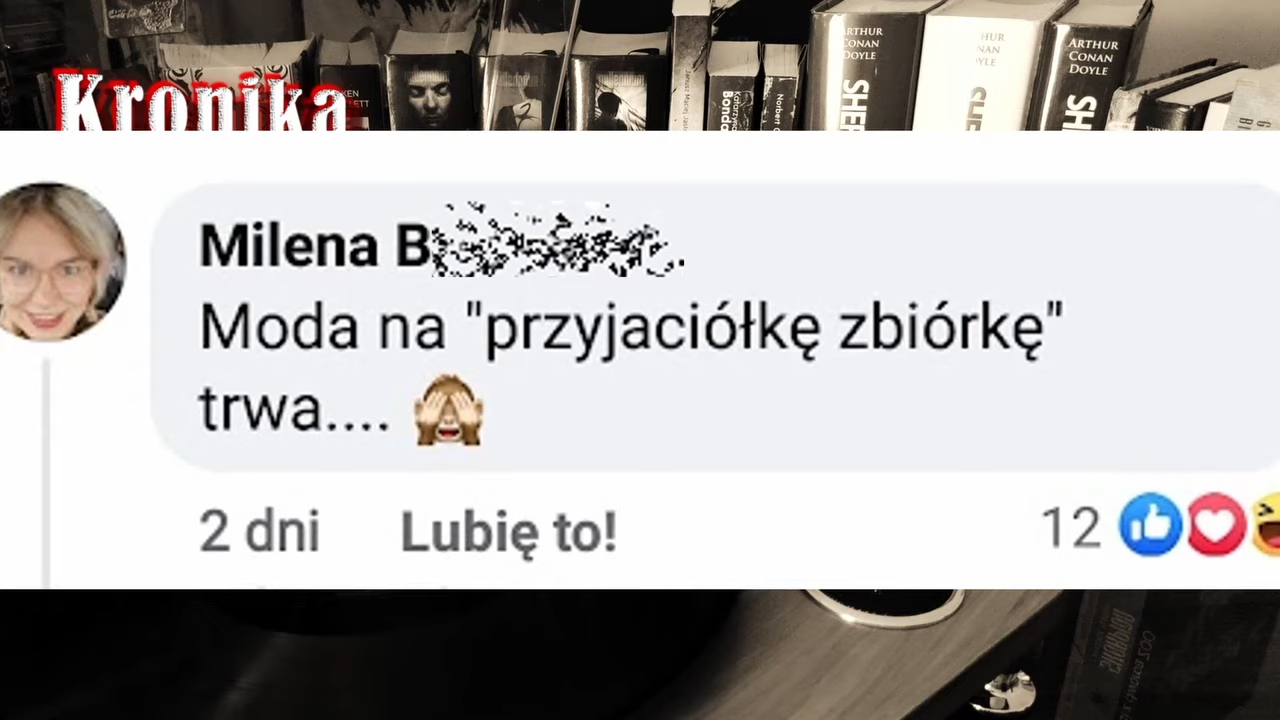 Kronika
ARTHUR
CONAN
DOYLE
ARTHUR
CONAN
DOYLE
Milena B
Moda na "przyjaciółkę zbiórkę"
trwa.... 🙈
2 dni Lubię to! 12